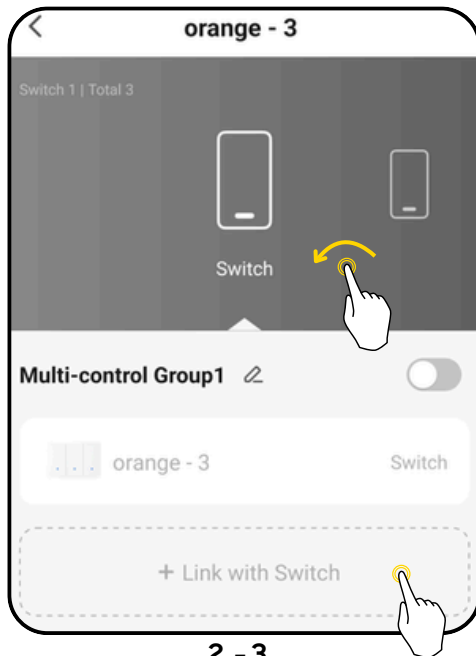 orange - 3
Switch 1 | Total 3
Switch
Multi-control Group1
orange - 3 Switch
+ Link with Switch
2 - 3